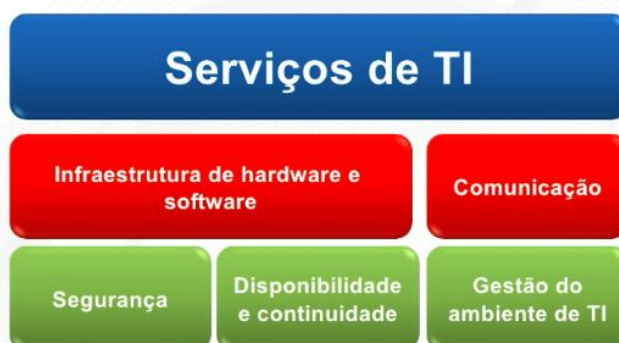 Serviços de TI
Infraestrutura de hardware e
software
Comunicação
Segurança
Disponibilidade
e continuidade
Gestão do
ambiente de TI